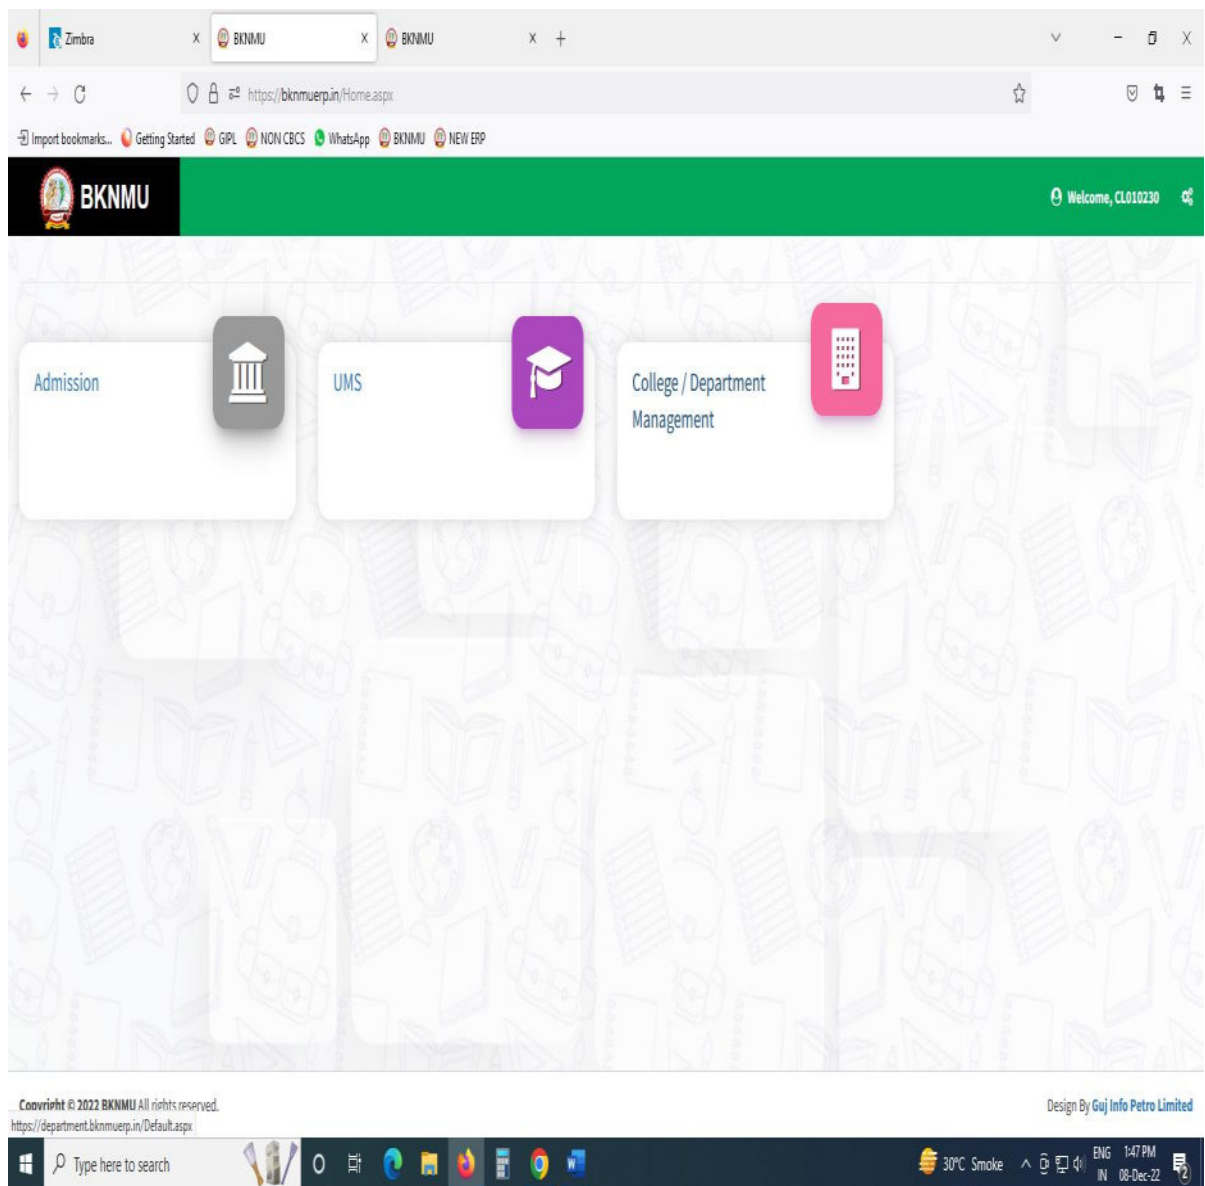 Zimbra
BKNMU
BKNMU
https://bknmuerp.in/Home.aspx
Import bookmarks... Getting Started GIPL NON CBCS WhatsApp BKNMU NEW ERP
BKNMU
Welcome, CL010230
Admission
UMS
College / Department
Management
Copyright © 2022 BKNMU All rights reserved.
Design By Guj Info Petro Limited
https://department.bknmuerp.in/Default.aspx
Type here to search
30°C Smoke
ENG
IN
1:47 PM
08-Dec-22
2